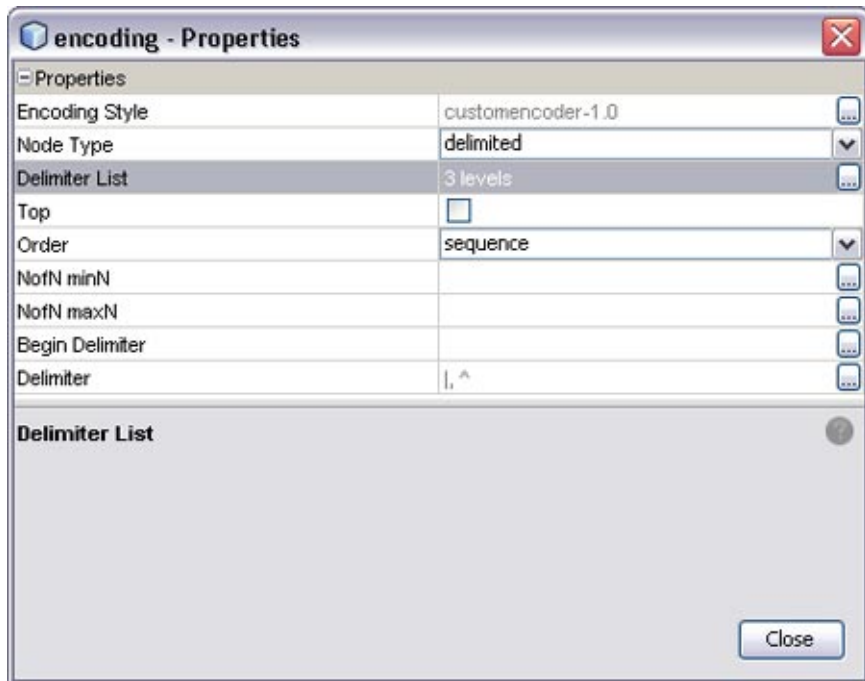 encoding - Properties
Properties
Encoding Style customencoder-1.0 ...
Node Type delimited
Delimiter List 3 levels ...
Top
Order sequence
NofN minN ...
NofN maxN ...
Begin Delimiter ...
Delimiter |, ^ ...
Delimiter List ?
Close